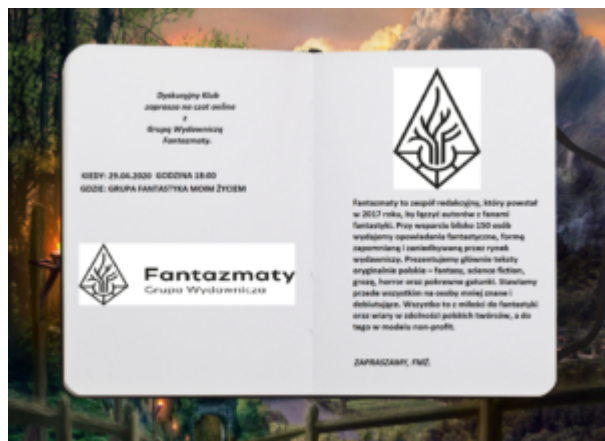 Dyskusyjny Klub
zaprasza na czat online
z
Grupą Wydawniczą
Fantazmaty.
KIEDY: 29.04.2020 GODZINA 18:00
GDZIE: GRUPA FANTASTYKA MOIM ŻYCIEM
Fantazmaty
Grupa Wydawnicza
Fantazmaty to zespół redakcyjny, który powstał
w 2017 roku, by łączyć autorów z fanami
fantastyki. Przy wsparciu blisko 150 osób
wydajemy opowiadania fantastyczne, formę
zapomnianą i zaniedbywaną przez rynek
wydawniczy. Prezentujemy głównie teksty
oryginalnie polskie – fantasy, science fiction,
grozę, horror oraz pokrewne gatunki. Stawiamy
przede wszystkim na osoby mniej znane i
debiutujące. Wszystko to z miłości do fantastyki
oraz wiary w zdolności polskich twórców, a do
tego w modelu non-profit.
ZAPRASZAMY, FMŻ.